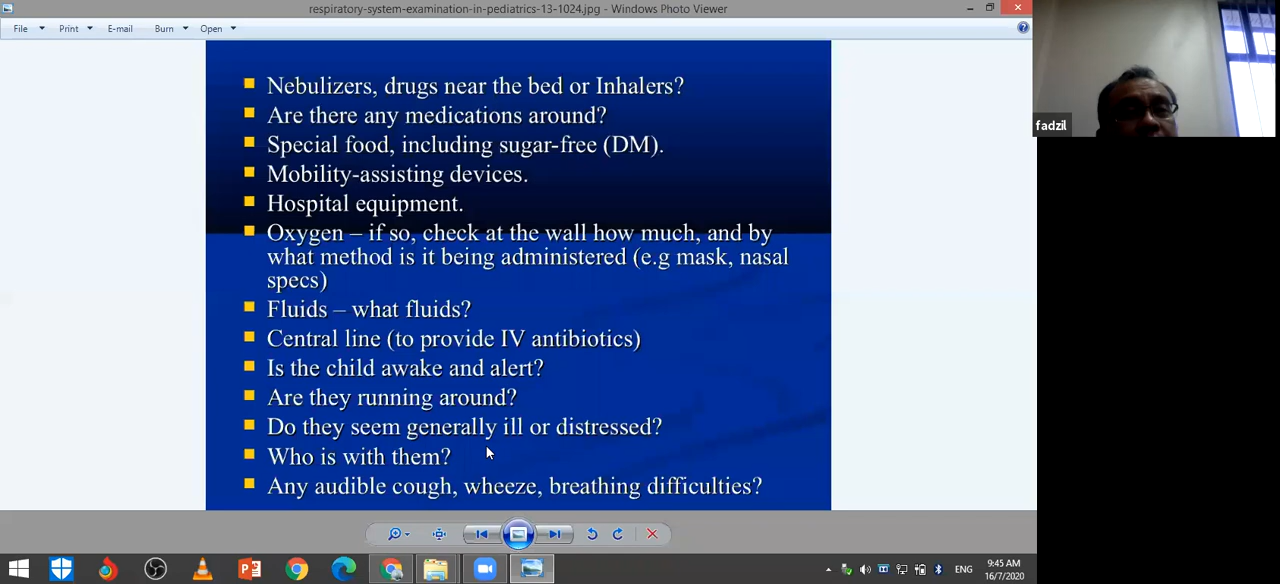 respiratory-system-examination-in-pediatrics-13-1024.jpg - Windows Photo Viewer
File Print E-mail Burn Open
Nebulizers, drugs near the bed or Inhalers?
Are there any medications around?
Special food, including sugar-free (DM).
Mobility-assisting devices.
Hospital equipment.
Oxygen – if so, check at the wall how much, and by
what method is it being administered (e.g mask, nasal
specs)
Fluids – what fluids?
Central line (to provide IV antibiotics)
Is the child awake and alert?
Are they running around?
Do they seem generally ill or distressed?
Who is with them?
Any audible cough, wheeze, breathing difficulties?
fadzil
ENG
9:45 AM
16/7/2020